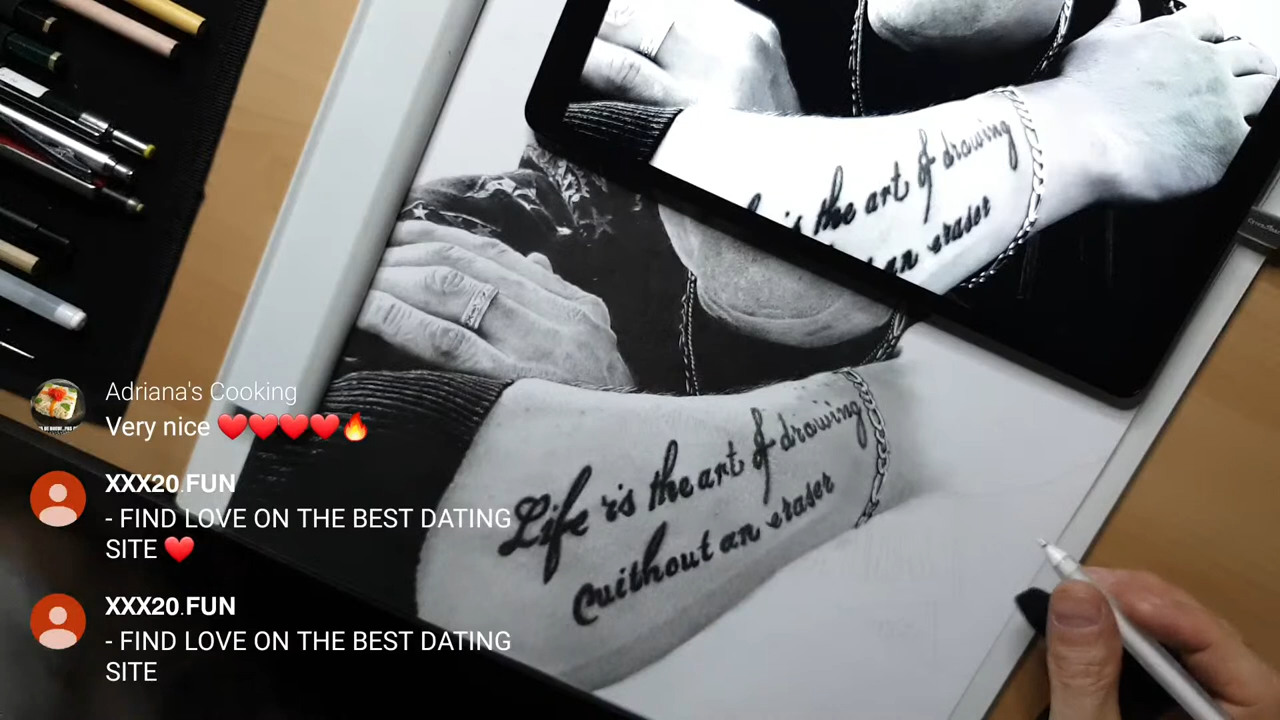 is the art of drawing
an eraser
Life is the art of drawing
without an eraser
Adriana's Cooking
Very nice ❤️❤️❤️❤️🔥
XXX20.FUN
- FIND LOVE ON THE BEST DATING
SITE ❤️
XXX20.FUN
- FIND LOVE ON THE BEST DATING
SITE